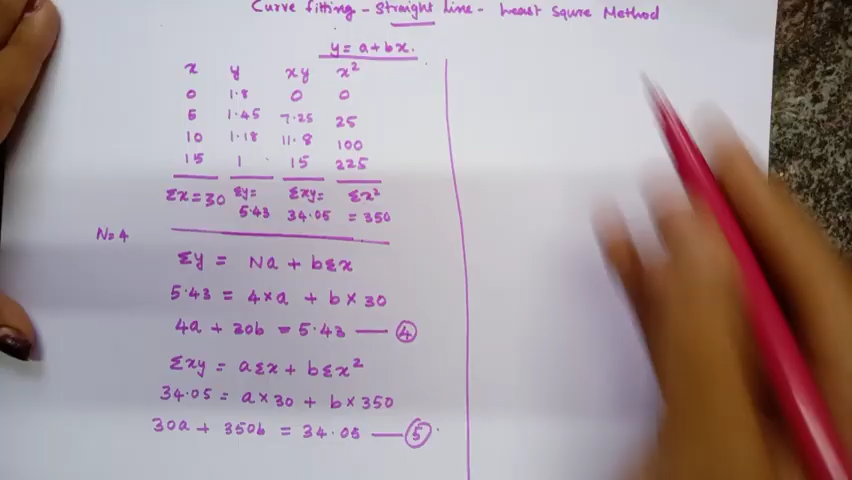 Curve fitting - Straight line - Least Squre Method
y = a + bx.
x y xy x²
0 1.8 0 0
5 1.45 7.25 25
10 1.18 11.8 100
15 1 15 225
Σx = 30 Σy = 5.43 Σxy = 34.05 Σx² = 350
N = 4
Σy = Na + bΣx
5.43 = 4×a + b×30
4a + 30b = 5.43 — 4
Σxy = aΣx + bΣx²
34.05 = a×30 + b×350
30a + 350b = 34.05 — 5